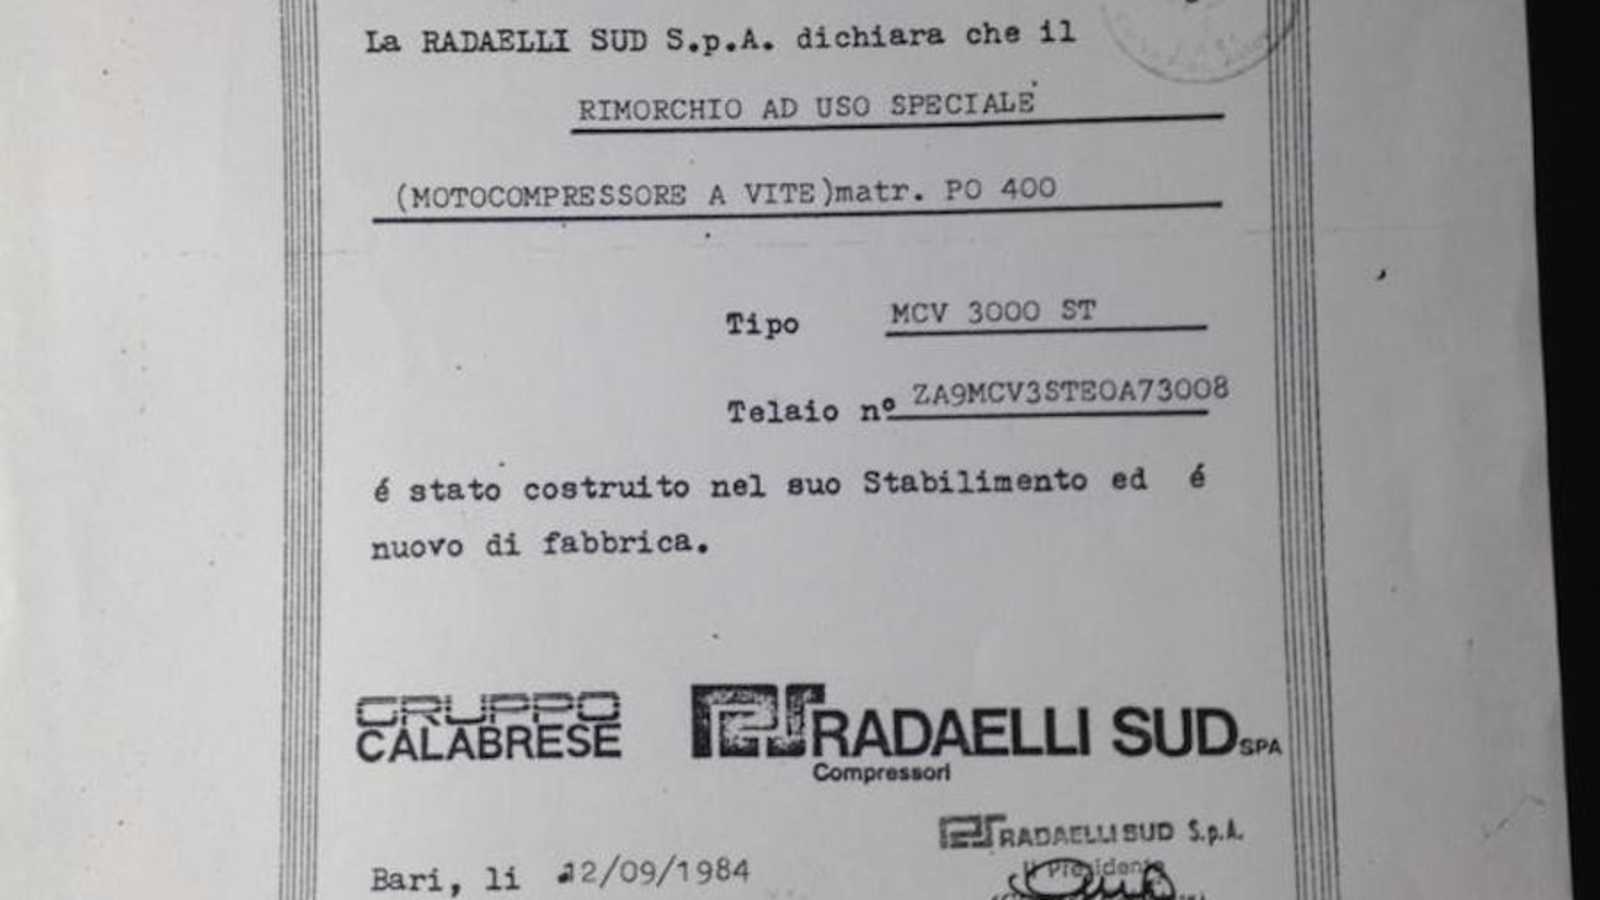 La RADAELLI SUD S.p.A. dichiara che il
RIMORCHIO AD USO SPECIALE
(MOTOCOMPRESSORE A VITE)matr. PO 400
Tipo MCV 3000 ST
Telaio nº ZA9MCV3STEOA73008
é stato costruito nel suo Stabilimento ed é
nuovo di fabbrica.
GRUPPO
CALABRESE
RADAELLI SUD SPA
Compressori
RADAELLI SUD S.p.A.
Il Presidente
Bari, li 12/09/1984